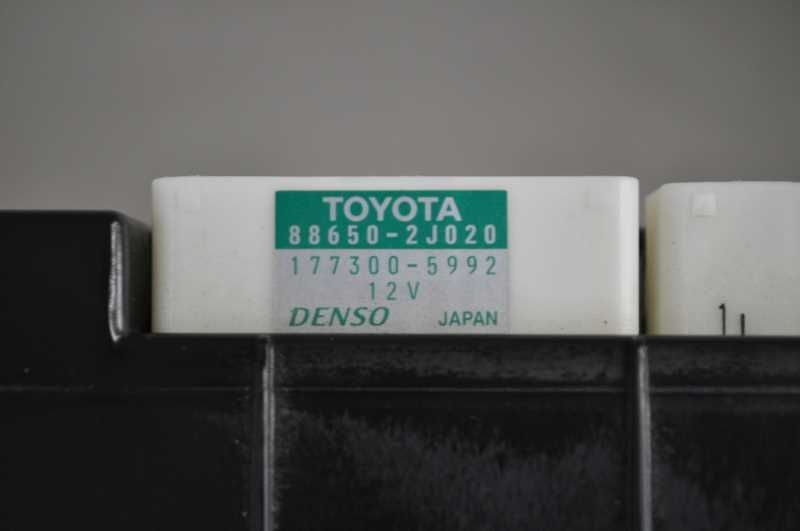 TOYOTA
88650-2J020
177300-5992
12V
DENSO JAPAN